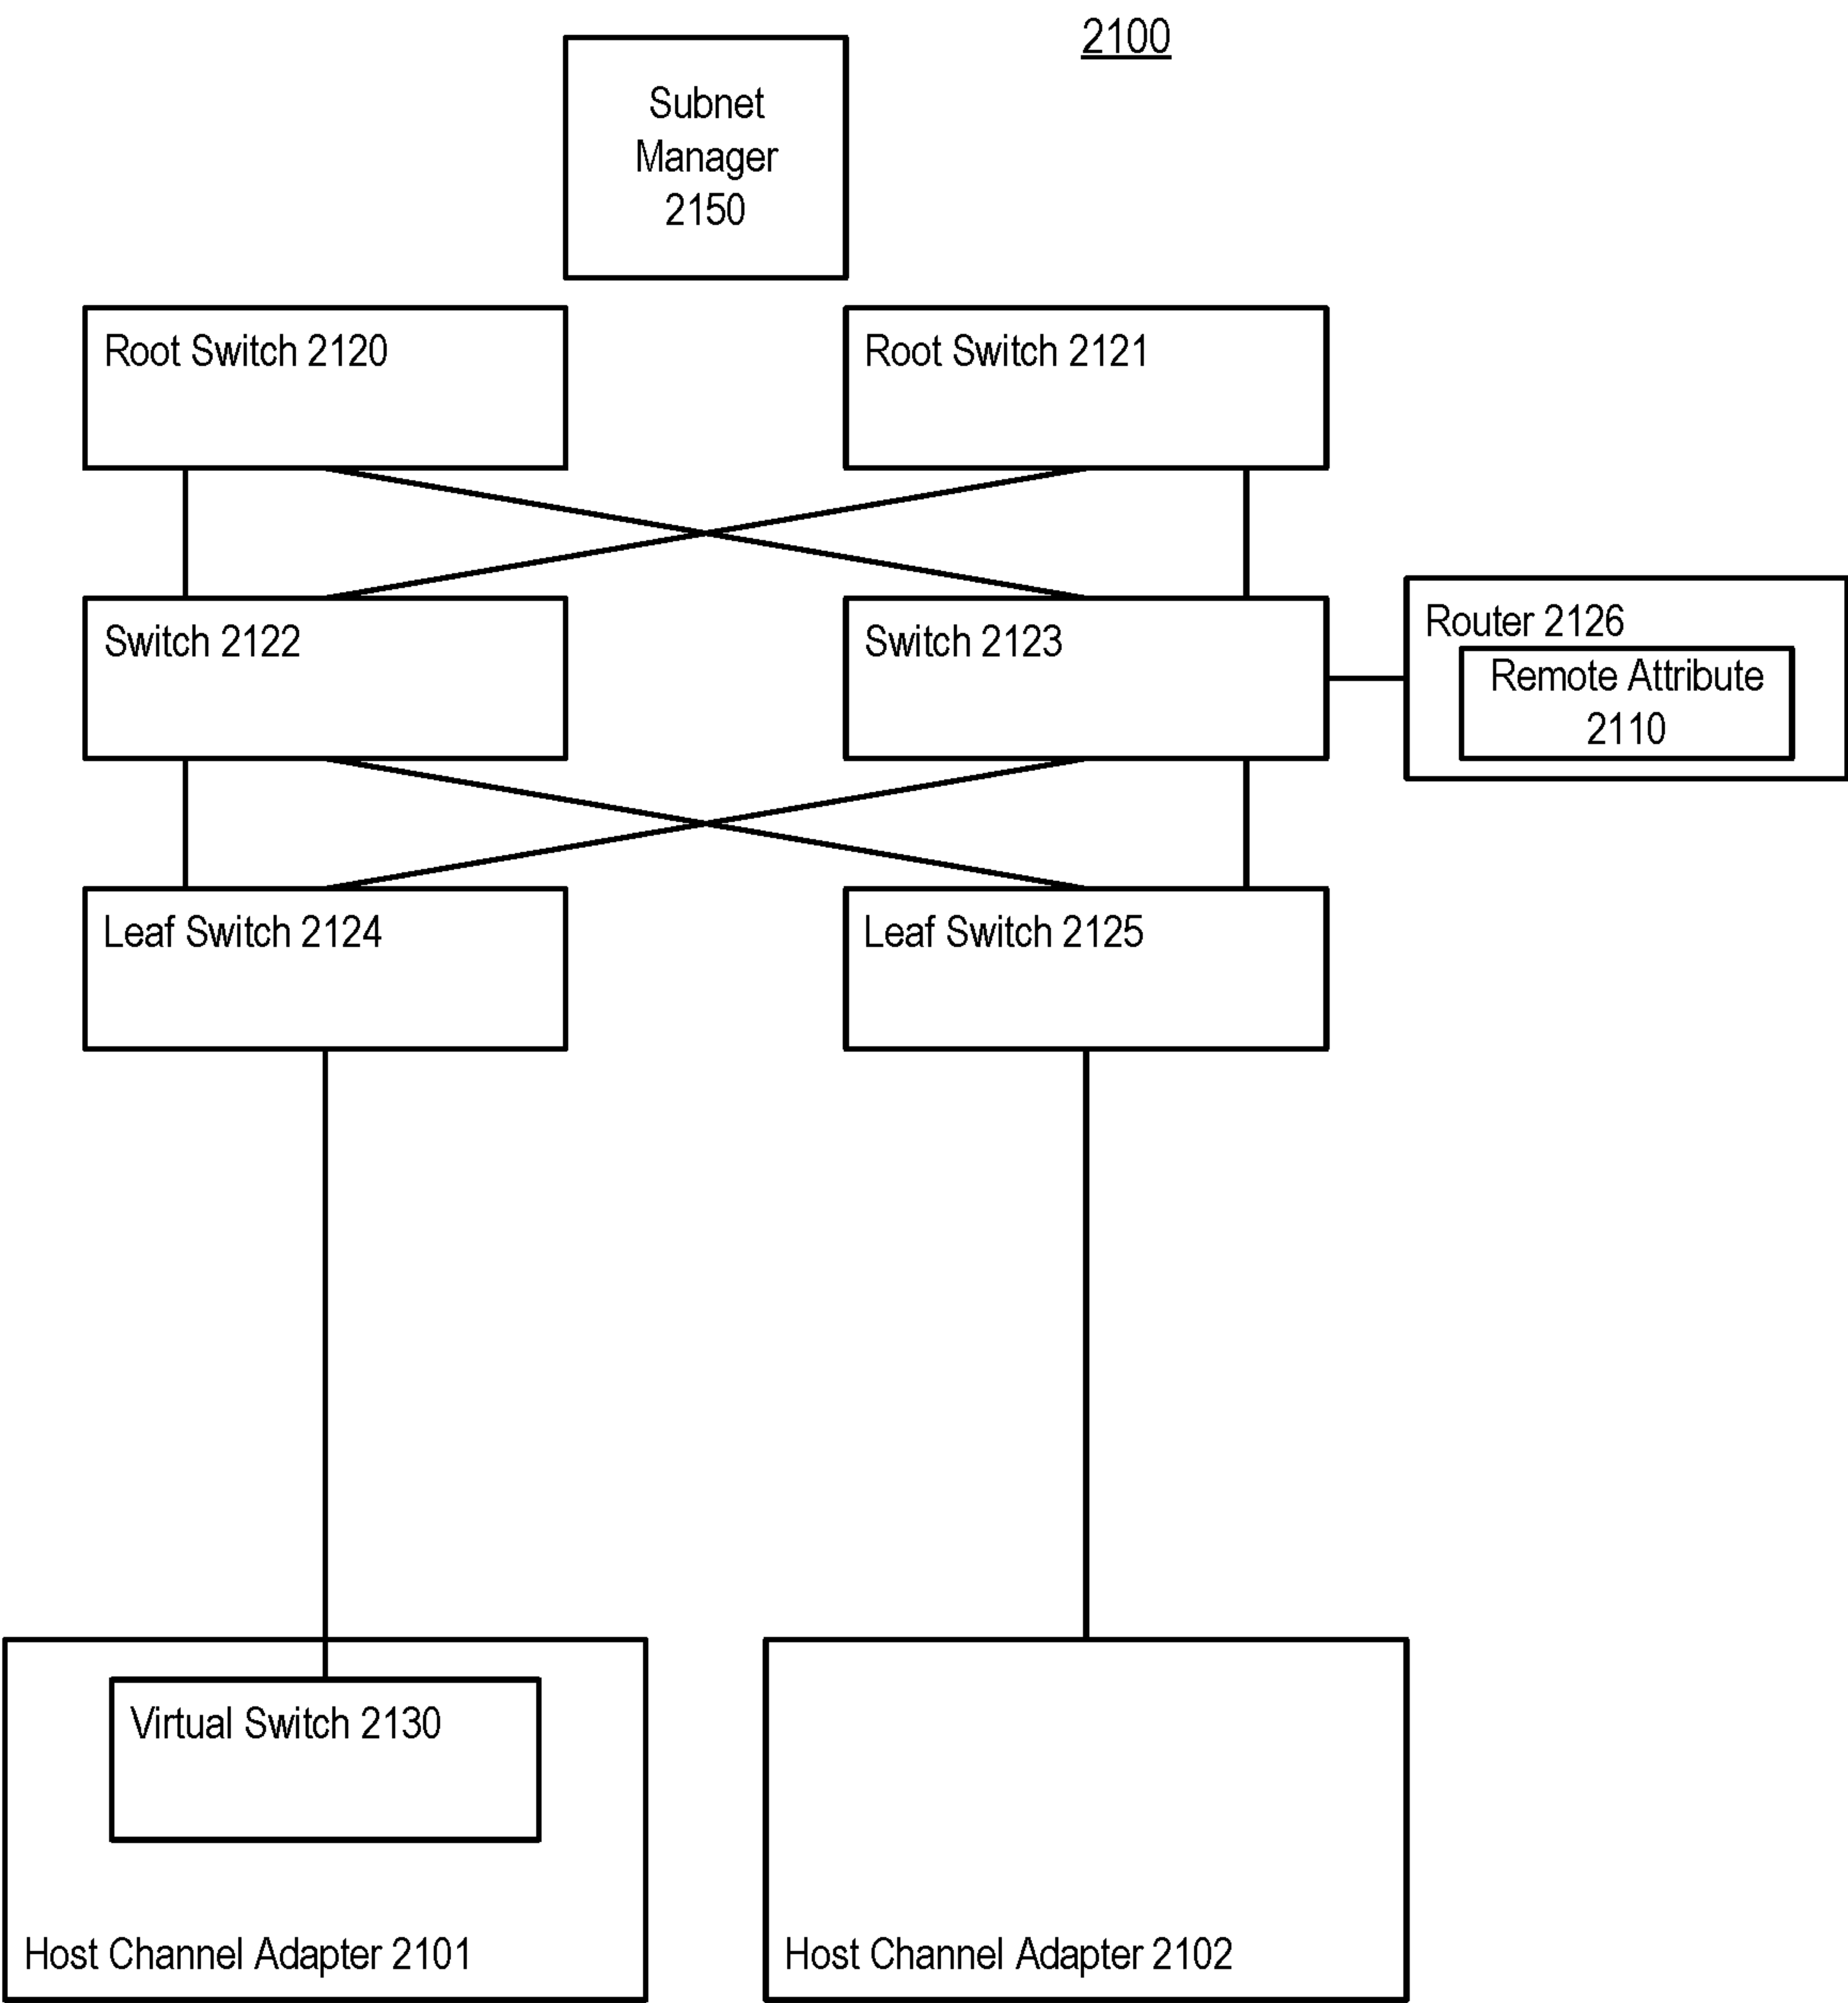 2100
Subnet
Manager
2150
Root Switch 2120
Root Switch 2121
Switch 2122
Switch 2123
Router 2126
Remote Attribute
2110
Leaf Switch 2124
Leaf Switch 2125
Virtual Switch 2130
Host Channel Adapter 2101
Host Channel Adapter 2102